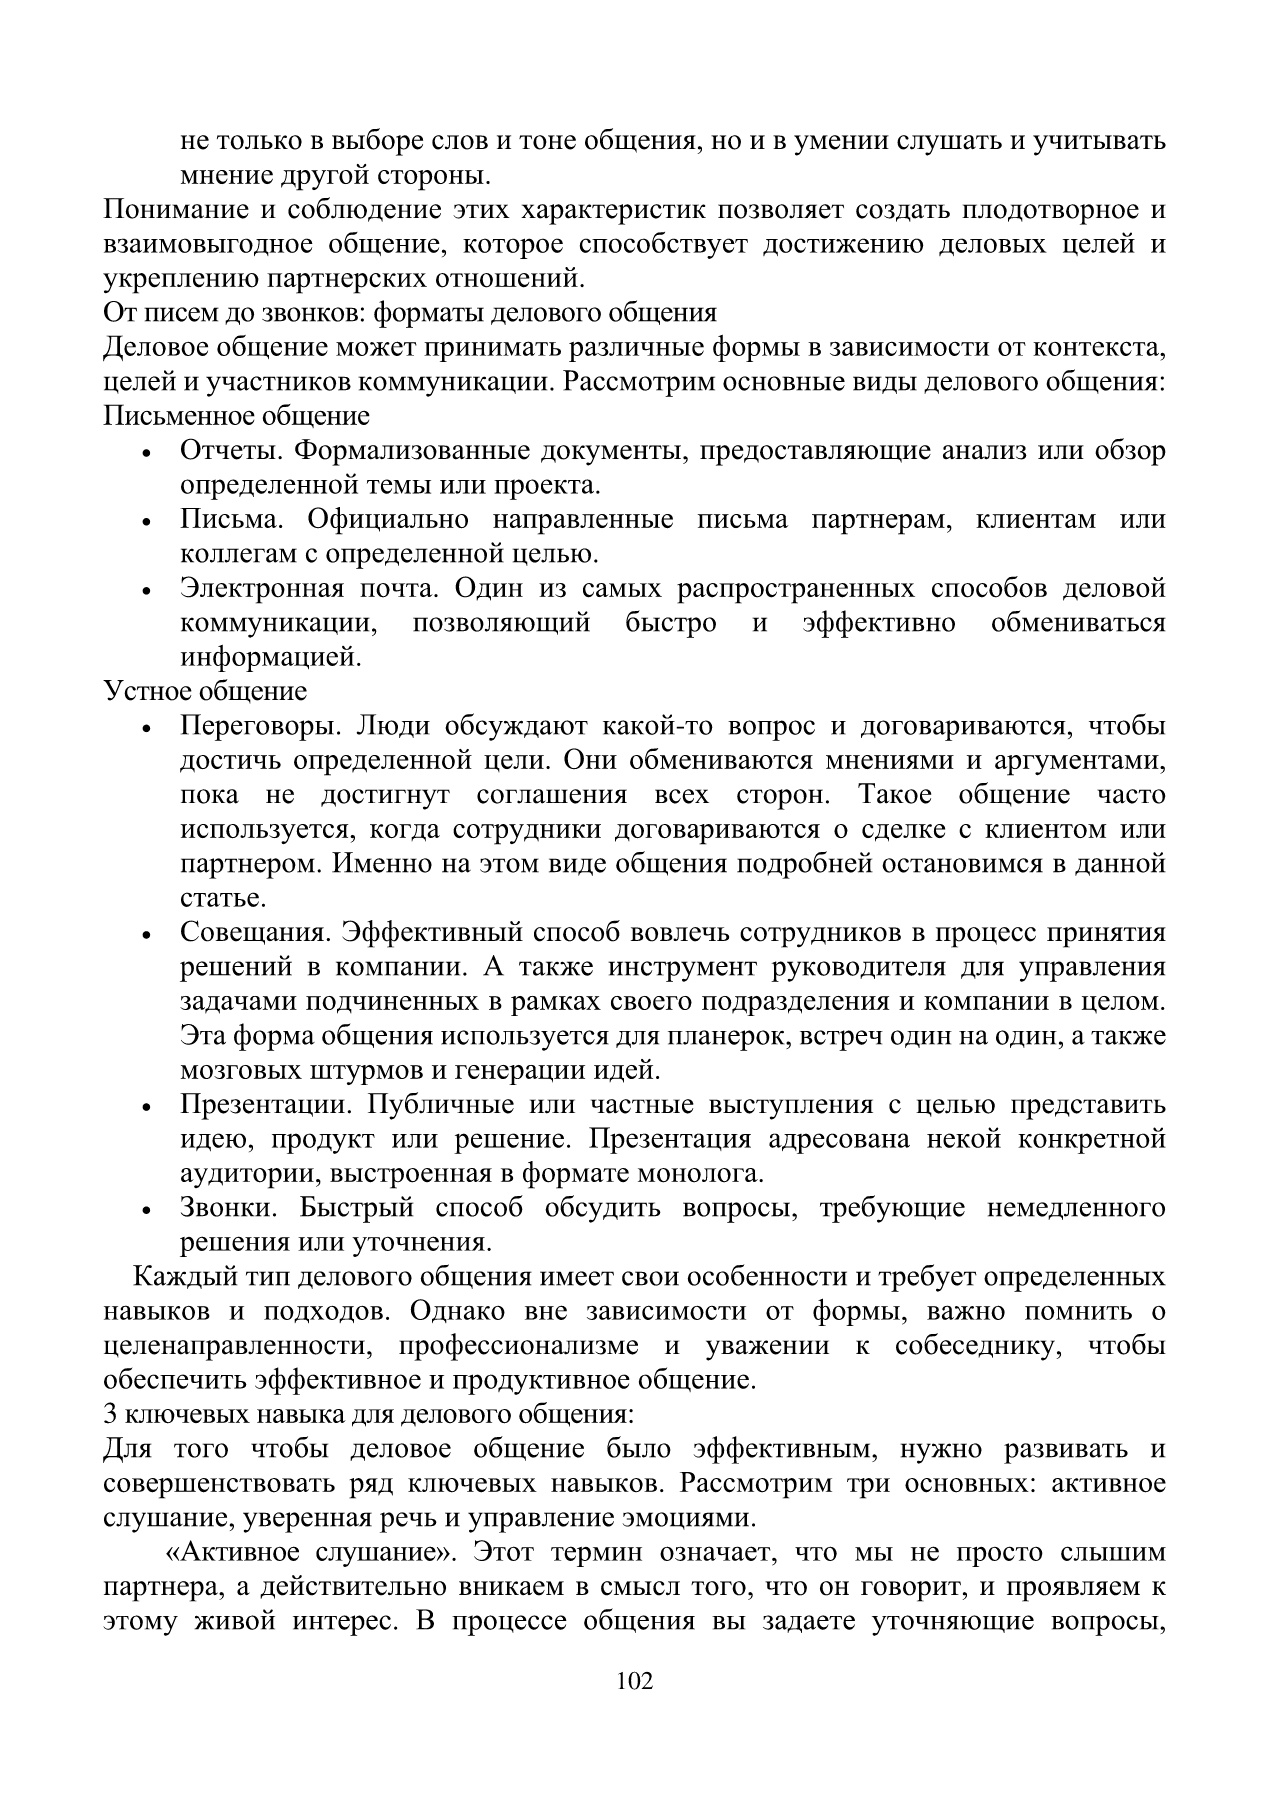 не только в выборе слов и тоне общения, но и в умении слушать и учитывать
мнение другой стороны.
Понимание и соблюдение этих характеристик позволяет создать плодотворное и
взаимовыгодное общение, которое способствует достижению деловых целей и
укреплению партнерских отношений.
От писем до звонков: форматы делового общения
Деловое общение может принимать различные формы в зависимости от контекста,
целей и участников коммуникации. Рассмотрим основные виды делового общения:
Письменное общение
• Отчеты. Формализованные документы, предоставляющие анализ или обзор
определенной темы или проекта.
• Письма. Официально направленные письма партнерам, клиентам или
коллегам с определенной целью.
• Электронная почта. Один из самых распространенных способов деловой
коммуникации, позволяющий быстро и эффективно обмениваться
информацией.
Устное общение
• Переговоры. Люди обсуждают какой-то вопрос и договариваются, чтобы
достичь определенной цели. Они обмениваются мнениями и аргументами,
пока не достигнут соглашения всех сторон. Такое общение часто
используется, когда сотрудники договариваются о сделке с клиентом или
партнером. Именно на этом виде общения подробней остановимся в данной
статье.
• Совещания. Эффективный способ вовлечь сотрудников в процесс принятия
решений в компании. А также инструмент руководителя для управления
задачами подчиненных в рамках своего подразделения и компании в целом.
Эта форма общения используется для планерок, встреч один на один, а также
мозговых штурмов и генерации идей.
• Презентации. Публичные или частные выступления с целью представить
идею, продукт или решение. Презентация адресована некой конкретной
аудитории, выстроенная в формате монолога.
• Звонки. Быстрый способ обсудить вопросы, требующие немедленного
решения или уточнения.
Каждый тип делового общения имеет свои особенности и требует определенных
навыков и подходов. Однако вне зависимости от формы, важно помнить о
целенаправленности, профессионализме и уважении к собеседнику, чтобы
обеспечить эффективное и продуктивное общение.
3 ключевых навыка для делового общения:
Для того чтобы деловое общение было эффективным, нужно развивать и
совершенствовать ряд ключевых навыков. Рассмотрим три основных: активное
слушание, уверенная речь и управление эмоциями.
«Активное слушание». Этот термин означает, что мы не просто слышим
партнера, а действительно вникаем в смысл того, что он говорит, и проявляем к
этому живой интерес. В процессе общения вы задаете уточняющие вопросы,
102